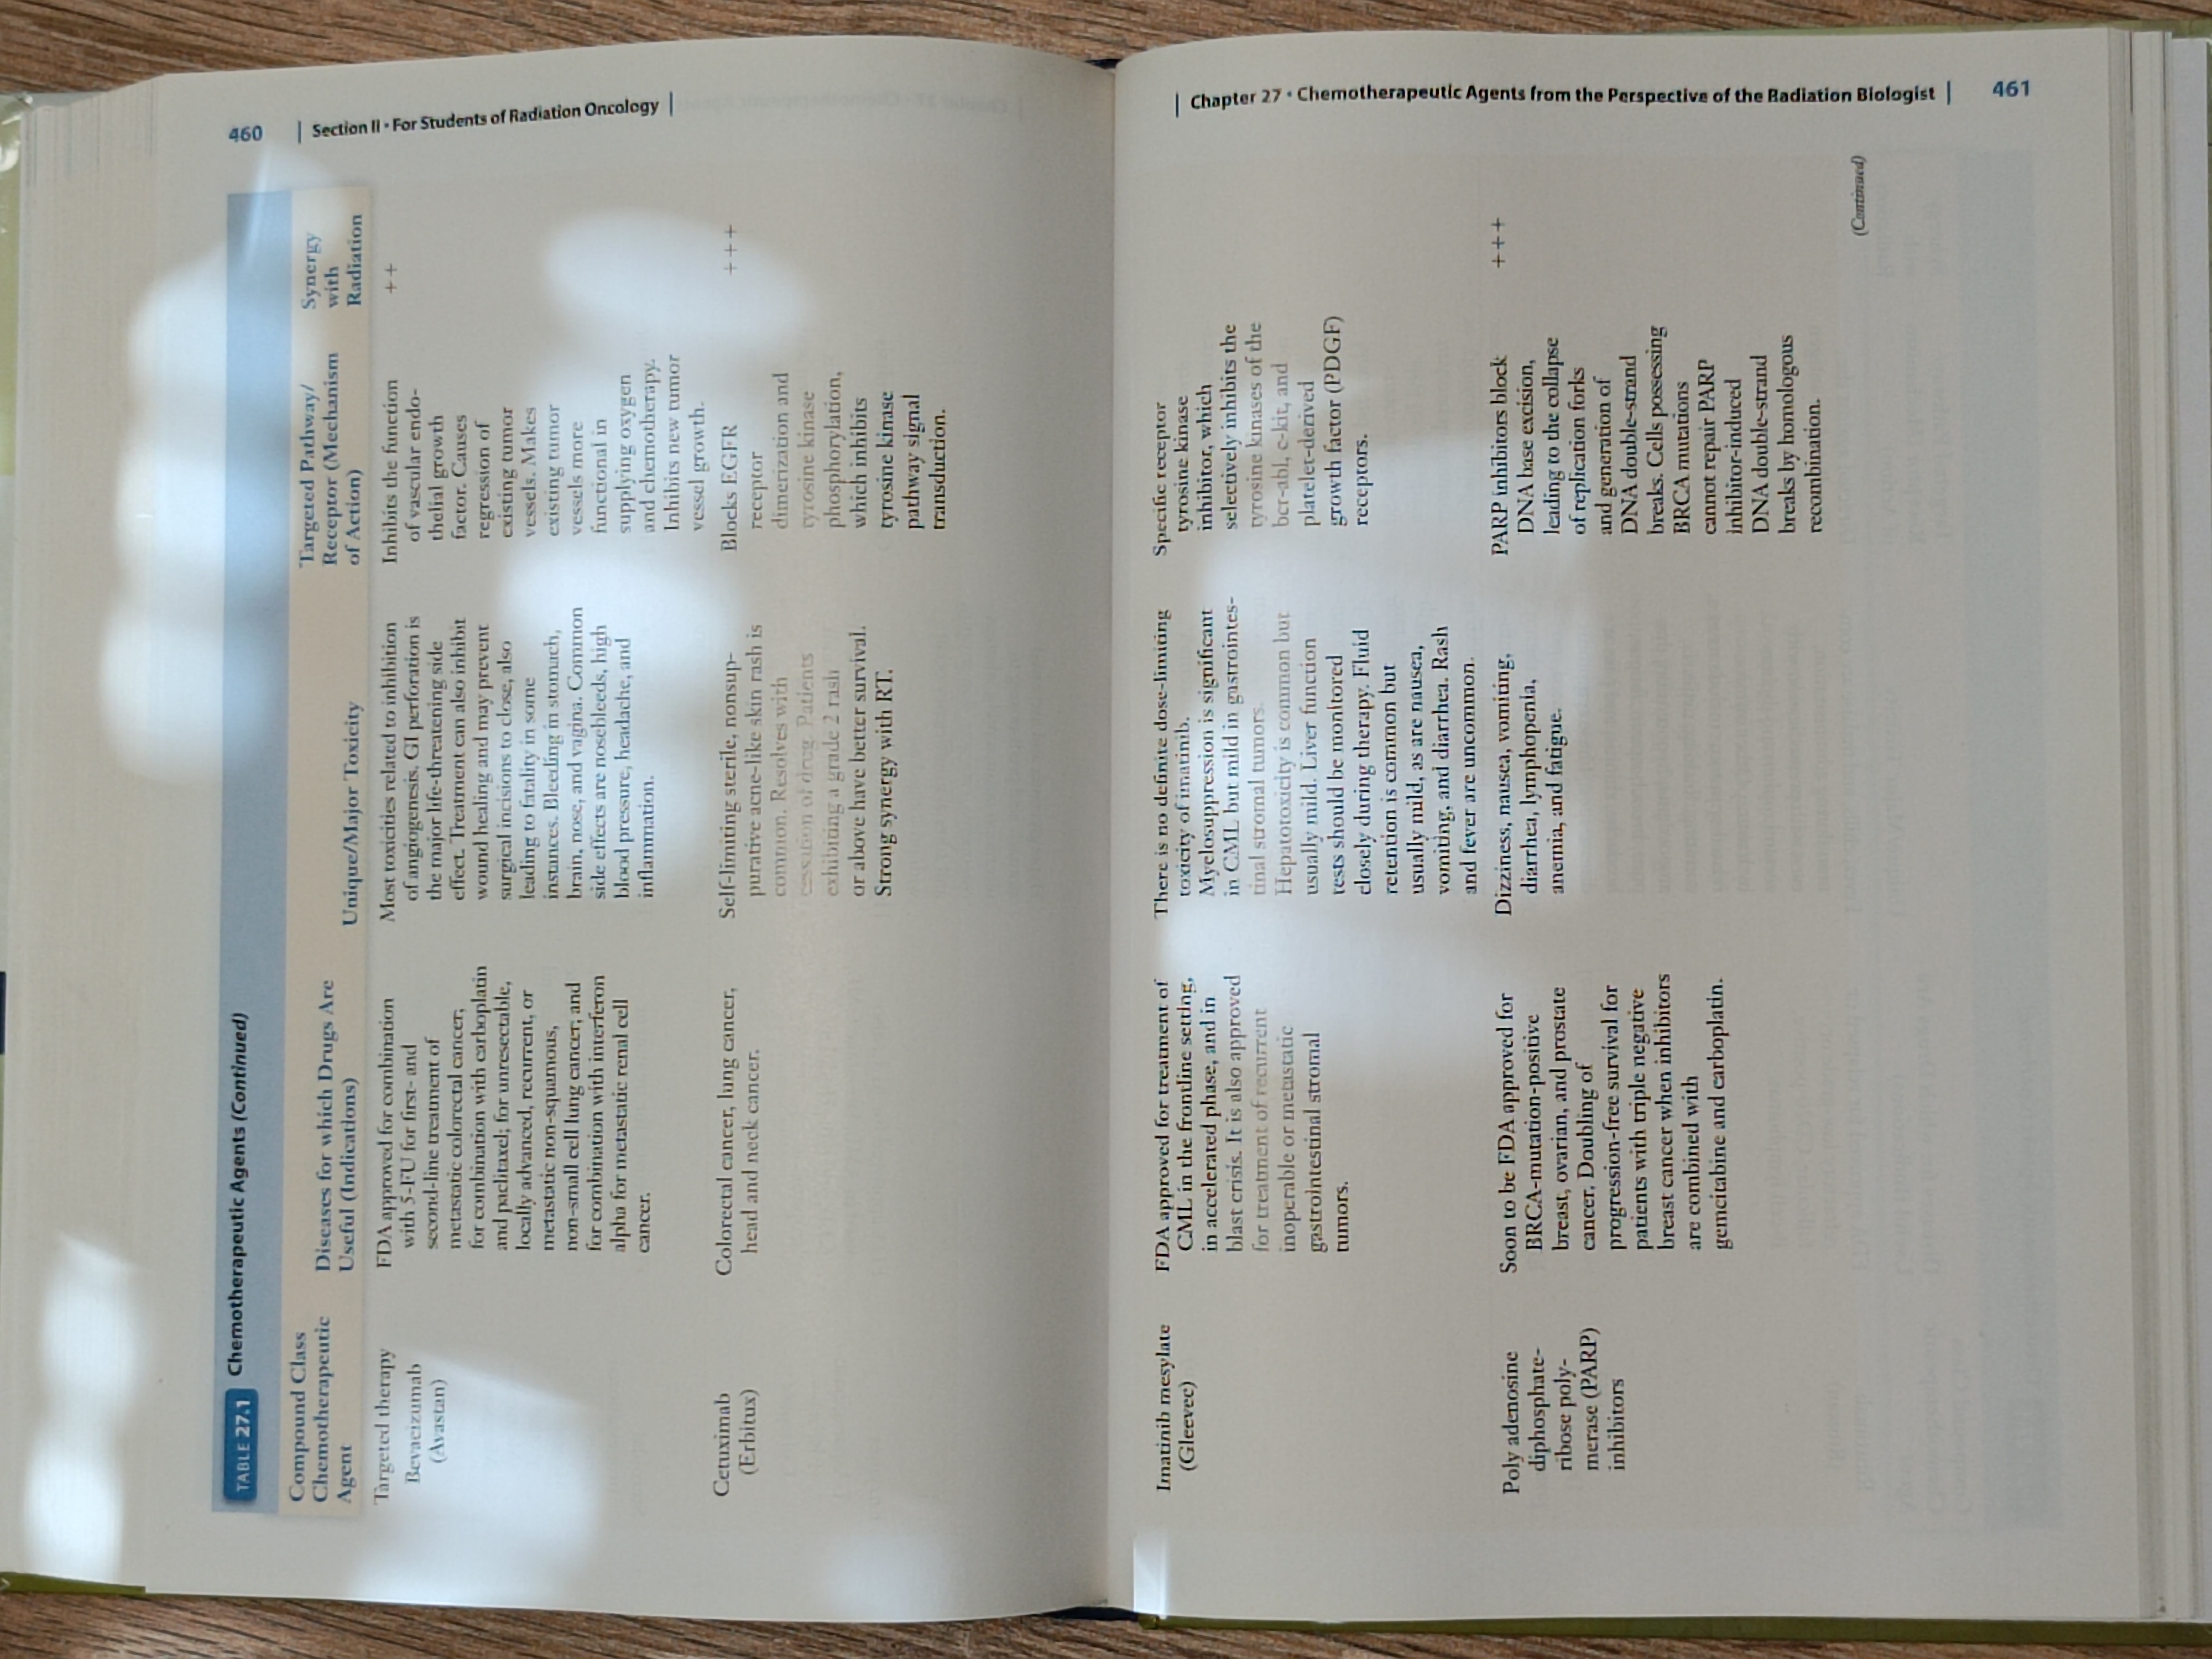 460 | Section II • For Students of Radiation Oncology |
TABLE 27.1 Chemotherapeutic Agents (Continued)
Compound Class
Chemotherapeutic
Agent
Diseases for which Drugs Are
Useful (Indications)
Unique/Major Toxicity
Targeted Pathway/
Receptor (Mechanism
of Action)
Synergy
with
Radiation
Targeted therapy
Bevacizumab
(Avastan)
FDA approved for combination
with 5-FU for first- and
second-line treatment of
metastatic colorectal cancer;
for combination with carboplatin
and paclitaxel; for unresectable,
locally advanced, recurrent, or
metastatic non-squamous,
non-small cell lung cancer; and
for combination with interferon
alpha for metastatic renal cell
cancer.
Most toxicities related to inhibition
of angiogenesis. GI perforation is
the major life-threatening side
effect. Treatment can also inhibit
wound healing and may prevent
surgical incisions to close, also
leading to fatality in some
instances. Bleeding in stomach,
brain, nose, and vagina. Common
side effects are nosebleeds, high
blood pressure, headache, and
inflammation.
Inhibits the function
of vascular endo-
thelial growth
factor. Causes
regression of
existing tumor
vessels. Makes
existing tumor
vessels more
functional in
supplying oxygen
and chemotherapy.
Inhibits new tumor
vessel growth.
++
Cetuximab
(Erbitus)
Colorectal cancer, lung cancer,
head and neck cancer.
Self-limiting sterile, nonsup-
purative acne-like skin rash is
common. Resolves with
cessation of drug. Patients
exhibiting a grade 2 rash
or above have better survival.
Strong synergy with RT.
Blocks EGFR
receptor
dimerization and
tyrosine kinase
phosphorylation,
which inhibits
tyrosine kinase
pathway signal
transduction.
+++
| Chapter 27 • Chemotherapeutic Agents from the Perspective of the Radiation Biologist | 461
Imatinib mesylate
(Gleevec)
FDA approved for treatment of
CML in the frontline setting,
in accelerated phase, and in
blast crisis. It is also approved
for treatment of recurrent
inoperable or metastatic
gastrointestinal stromal
tumors.
There is no definite dose-limiting
toxicity of imatinib.
Myelosuppression is significant
in CML but mild in gastrointes-
tinal stromal tumors.
Hepatotoxicity is common but
usually mild. Liver function
tests should be monitored
closely during therapy. Fluid
retention is common but
usually mild, as are nausea,
vomiting, and diarrhea. Rash
and fever are uncommon.
Specific receptor
tyrosine kinase
inhibitor, which
selectively inhibits the
tyrosine kinases of the
bcr-abl, c-kit, and
platelet-derived
growth factor (PDGF)
receptors.
Poly adenosine
diphosphate-
ribose poly-
merase (PARP)
inhibitors
Soon to be FDA approved for
BRCA-mutation-positive
breast, ovarian, and prostate
cancer. Doubling of
progression-free survival for
patients with triple negative
breast cancer when inhibitors
are combined with
gemcitabine and carboplatin.
Dizziness, nausea, vomiting,
diarrhea, lymphopenia,
anemia, and fatigue.
PARP inhibitors block
DNA base excision,
leading to the collapse
of replication forks
and generation of
DNA double-strand
breaks. Cells possessing
BRCA mutations
cannot repair PARP
inhibitor-induced
DNA double-strand
breaks by homologous
recombination.
+++
(Continued)